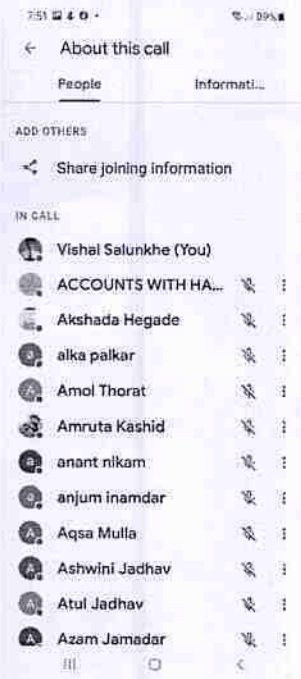 7:51
About this call
People Informati...
ADD OTHERS
Share joining information
IN CALL
Vishal Salunkhe (You)
ACCOUNTS WITH HA...
Akshada Hegade
a alka palkar
A Amol Thorat
Amruta Kashid
a anant nikam
a anjum inamdar
A Aqsa Mulla
A Ashwini Jadhav
A Atul Jadhav
A Azam Jamadar